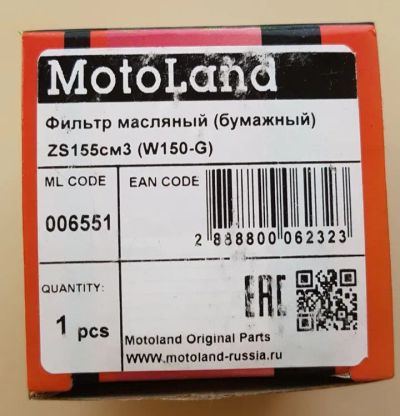 MotoLand
Фильтр масляный (бумажный)
ZS155см3 (W150-G)
ML CODE
EAN CODE
006551
2 888800 062323
QUANTITY:
1 pcs
EAC
Motoland Original Parts
www.motoland-russia.ru